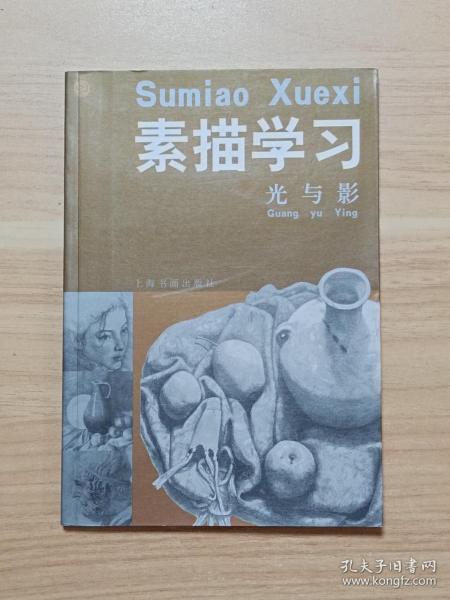 Sumiao Xuexi
素描学习
光与影
Guang yu Ying
上海书画出版社
孔夫子旧书网
www.kongfz.com